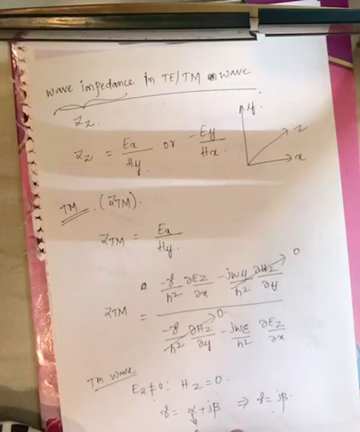 wave impedance in TE/TM wave
Zz
y
z
x
Zz = Ex/Hy or -Ey/Hx
TM (ZTM).
ZTM = Ex/Hy
ZTM = (-γ/h² ∂Ez/∂x - jωμ/h² ∂Hz/∂y → 0) / (-γ/h² ∂Hz/∂y → 0 - jωε/h² ∂Ez/∂x)
TM wave
Ez ≠ 0; Hz = 0.
γ = α + jβ ⇒ γ = jβ